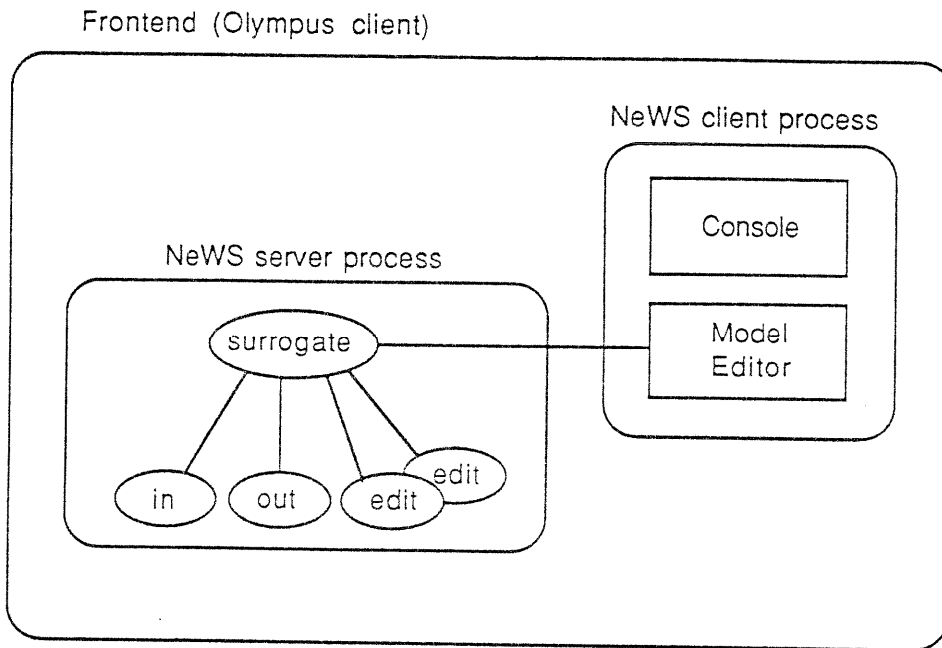 Frontend (Olympus client)
NeWS client process
Console
NeWS server process
surrogate
Model
Editor
in
out
edit
edit